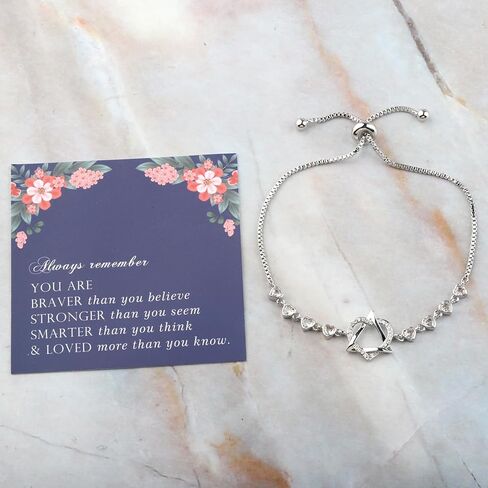 Always remember
YOU ARE
BRAVER than you believe
STRONGER than you seem
SMARTER than you think
& LOVED more than you know.